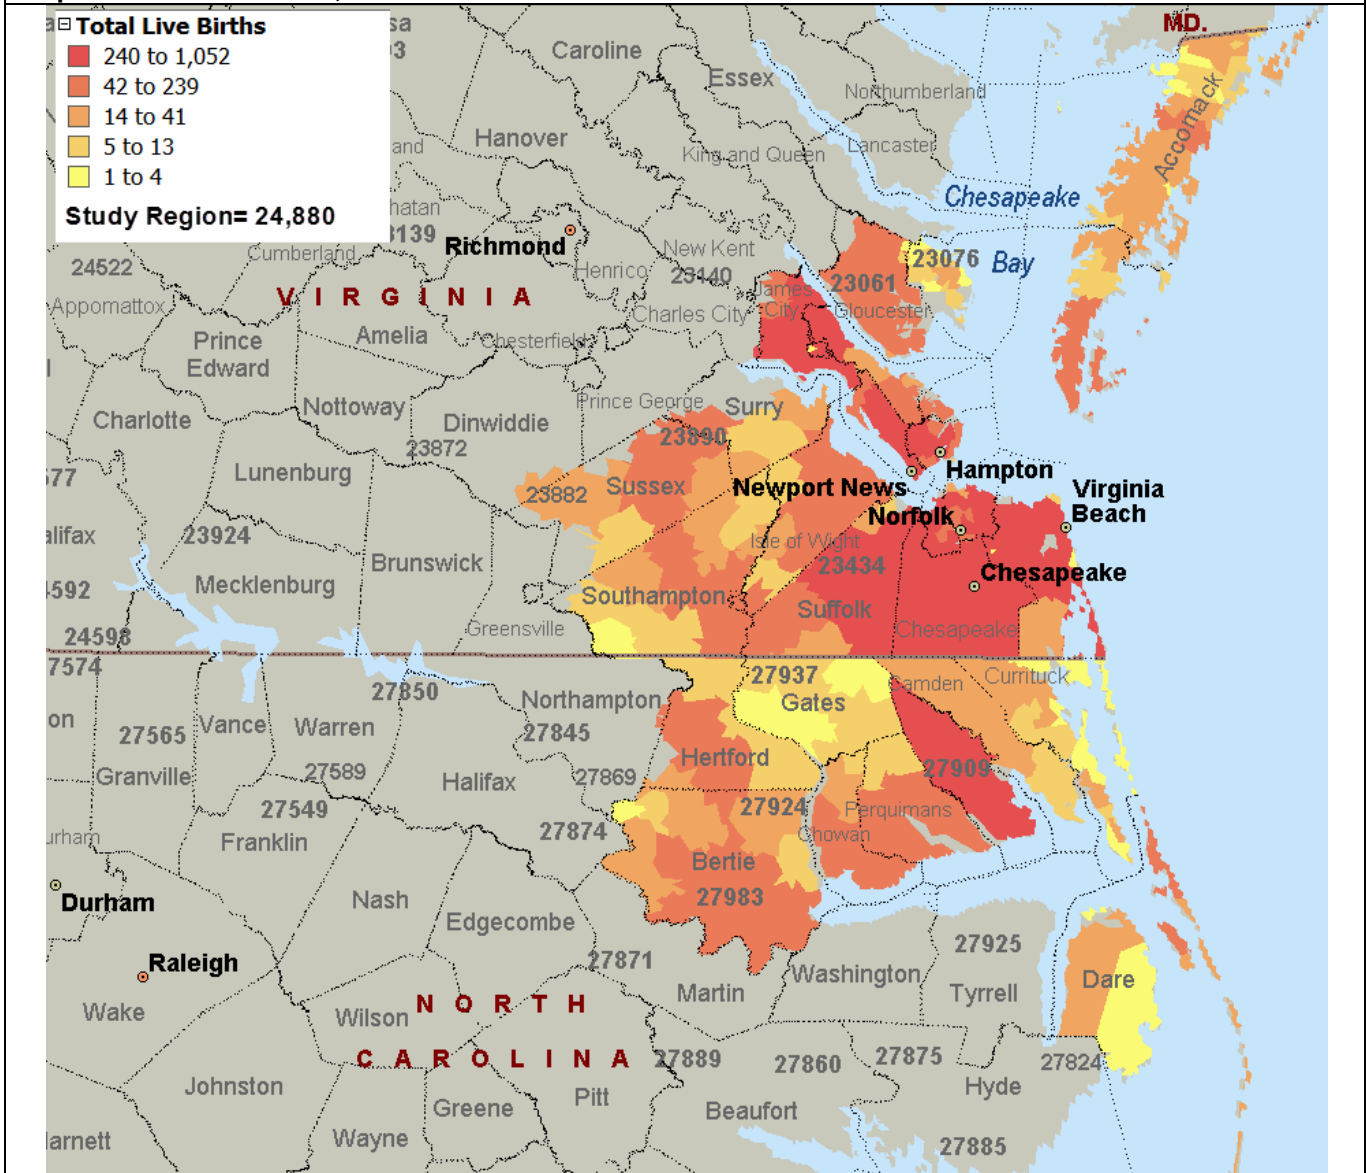 Total Live Births
240 to 1,052
42 to 239
14 to 41
5 to 13
1 to 4
Study Region= 24,880
MD.
Caroline
Essex
Northumberland
Accomack
Hanover
King and Queen
Lancaster
Chesapeake
Bay
Cumberland
Richmond
Henrico
New Kent
23140
23061
23076
24522
Appomattox
VIRGINIA
James
City
Gloucester
Charles City
Amelia
Chesterfield
Prince
Edward
Charlotte
Nottoway
Dinwiddie
23872
Prince George
Surry
23890
Lunenburg
Sussex
23882
Newport News
Hampton
Norfolk
Virginia
Beach
23924
Brunswick
Isle of Wight
23434
Chesapeake
Mecklenburg
Southampton
Suffolk
Greensville
Chesapeake
24598
27850
Northampton
27937
Gates
Camden
Currituck
Vance
Warren
27565
27845
Hertford
27909
Granville
27589
Halifax
27869
27549
27924
Perquimans
Franklin
27874
Chowan
Bertie
27983
Durham
Nash
Edgecombe
27925
Raleigh
27871
Washington
Tyrrell
Dare
Wake
Martin
Wilson
NORTH
CAROLINA
27889
27860
27875
27824
Johnston
Greene
Pitt
Beaufort
Hyde
Wayne
27885